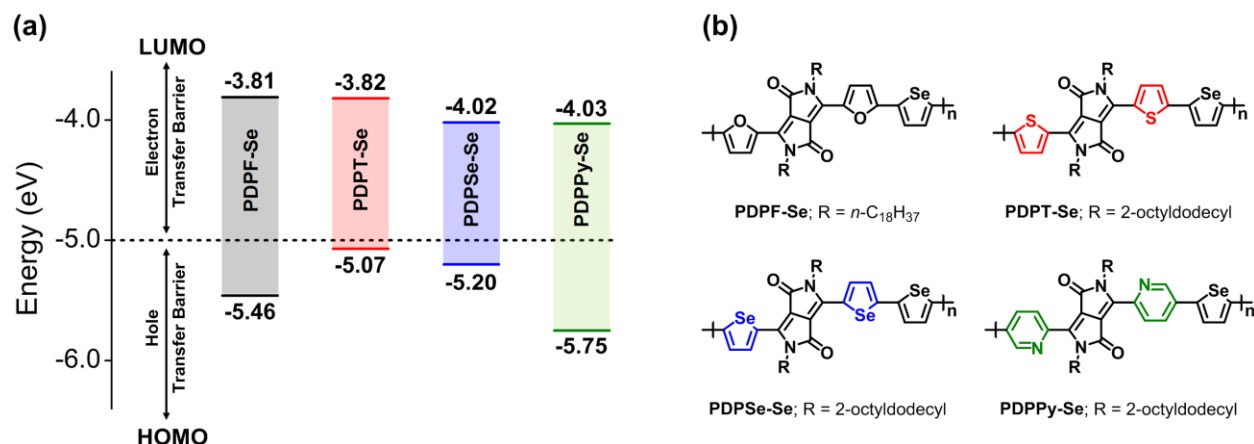 (a)
LUMO
Energy (eV)
-4.0
-5.0
-6.0
Electron
Transfer Barrier
Hole
Transfer Barrier
HOMO
-3.81
PDPF-Se
-5.46
-3.82
PDPT-Se
-5.07
-4.02
PDPSe-Se
-5.20
-4.03
PDPPy-Se
-5.75
(b)
R
O
N
O
Se
n
O
N
O
R
PDPF-Se; R = n-C18H37
R
O
N
S
Se
n
S
N
O
R
PDPT-Se; R = 2-octyldodecyl
R
O
N
Se
Se
n
Se
N
O
R
PDPSe-Se; R = 2-octyldodecyl
R
O
N
N
Se
n
N
N
O
R
PDPPy-Se; R = 2-octyldodecyl